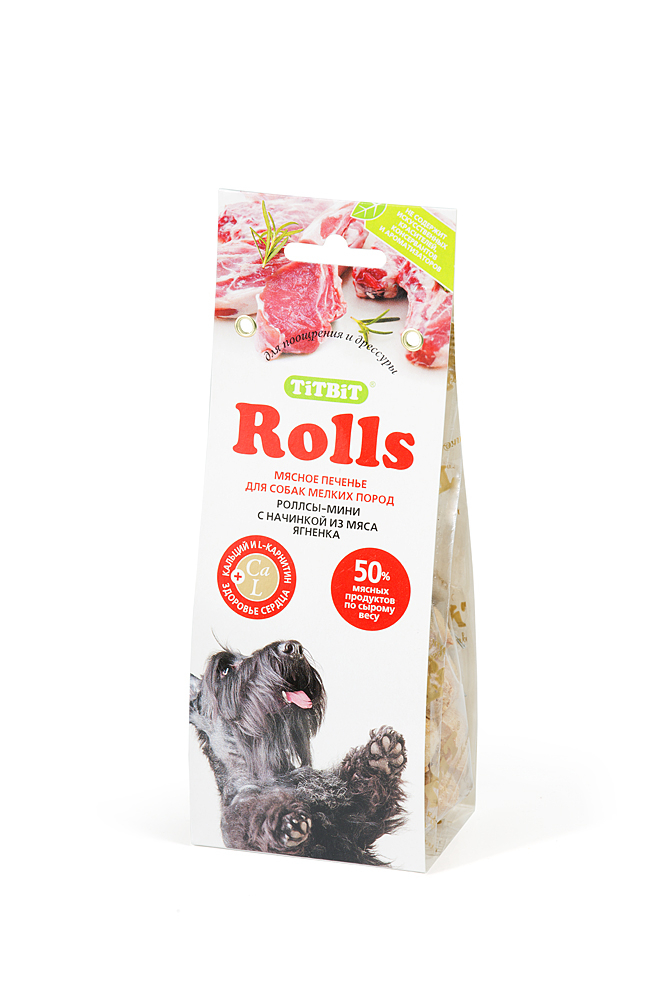 НЕ СОДЕРЖИТ
ИСКУССТВЕННЫХ
КРАСИТЕЛЕЙ
КОНСЕРВАНТОВ
И АРОМАТИЗАТОРОВ
для поощрения и дрессуры
TiTBiT®
Rolls
МЯСНОЕ ПЕЧЕНЬЕ
ДЛЯ СОБАК МЕЛКИХ ПОРОД
РОЛЛСЫ-МИНИ
С НАЧИНКОЙ ИЗ МЯСА
ЯГНЕНКА
КАЛЬЦИЙ И L-КАРНИТИН
Ca
+
L
ЗДОРОВЬЕ СЕРДЦА
50%
мясных
продуктов
по сырому
весу